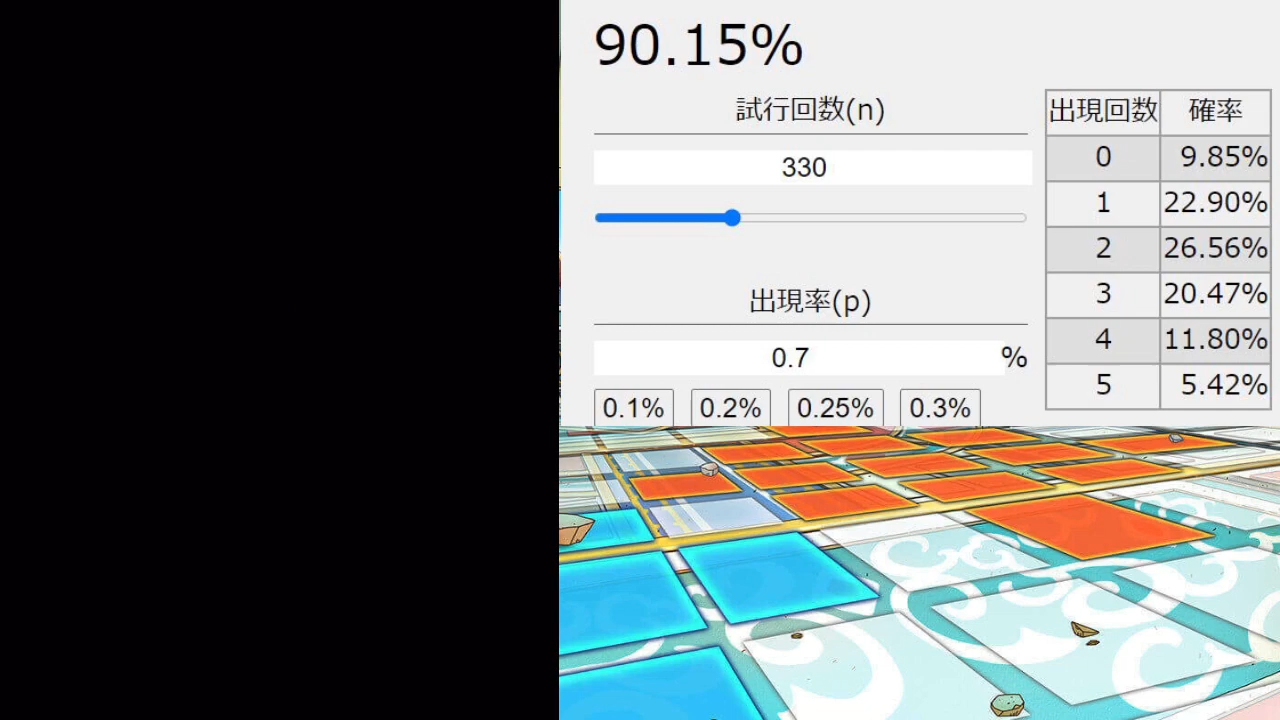 90.15%
試行回数(n)
330
出現率(p)
0.7 %
0.1% 0.2% 0.25% 0.3%
出現回数 確率
0 9.85%
1 22.90%
2 26.56%
3 20.47%
4 11.80%
5 5.42%